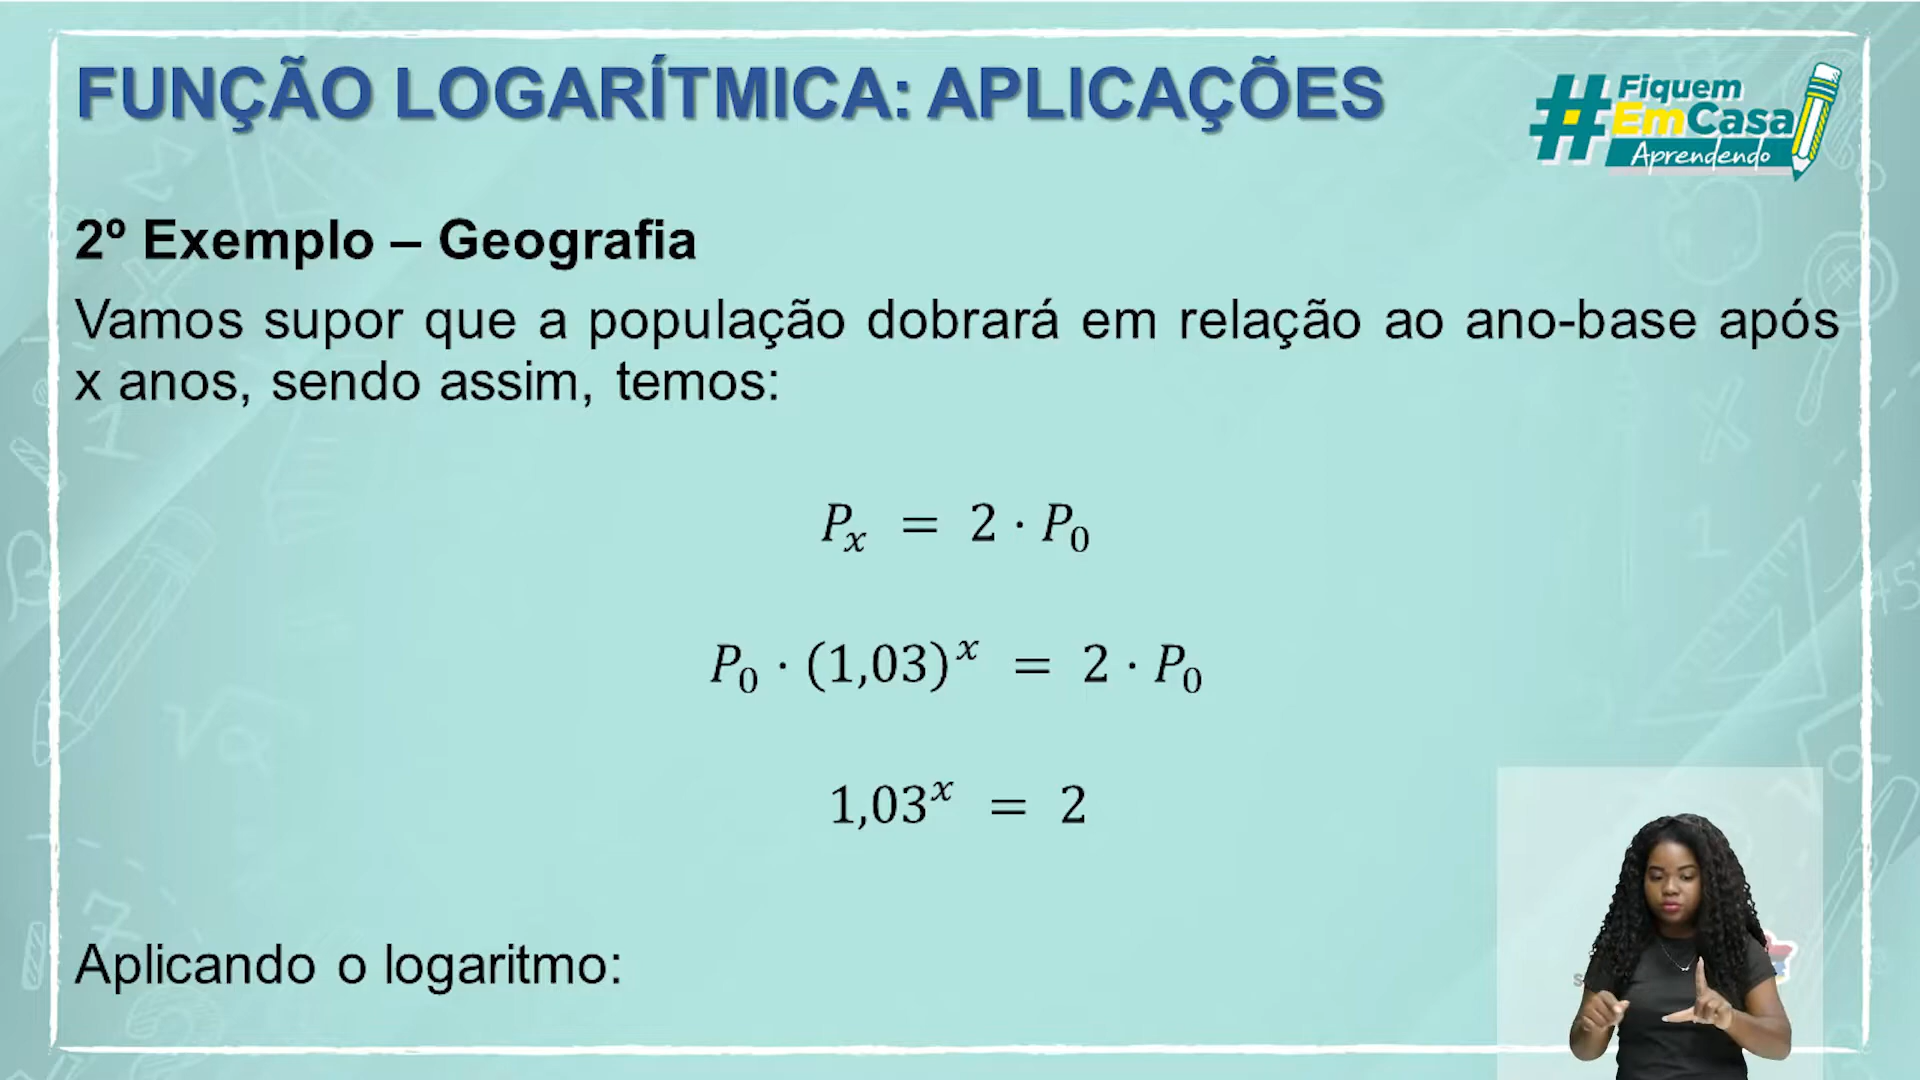 FUNÇÃO LOGARÍTMICA: APLICAÇÕES
#Fiquem
EmCasa
Aprendendo
2º Exemplo – Geografia
Vamos supor que a população dobrará em relação ao ano-base após
x anos, sendo assim, temos:
Pₓ = 2 · P₀
P₀ · (1,03)ˣ = 2 · P₀
1,03ˣ = 2
Aplicando o logaritmo: